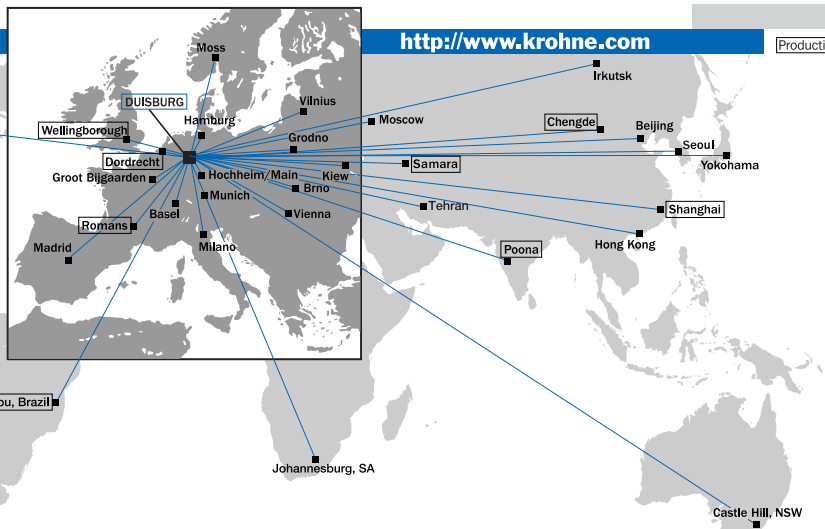 http://www.krohne.com
Moss
Irkutsk
DUISBURG
Vilnius
Hamburg
Moscow
Chengde
Wellingborough
Grodno
Beijing
Dordrecht
Seoul
Yokohama
Samara
Groot Bijgaarden
Hochheim/Main
Kiew
Brno
Munich
Tehran
Shanghai
Basel
Vienna
Romans
Madrid
Milano
Poona
Hong Kong
Brazil
Johannesburg, SA
Castle Hill, NSW